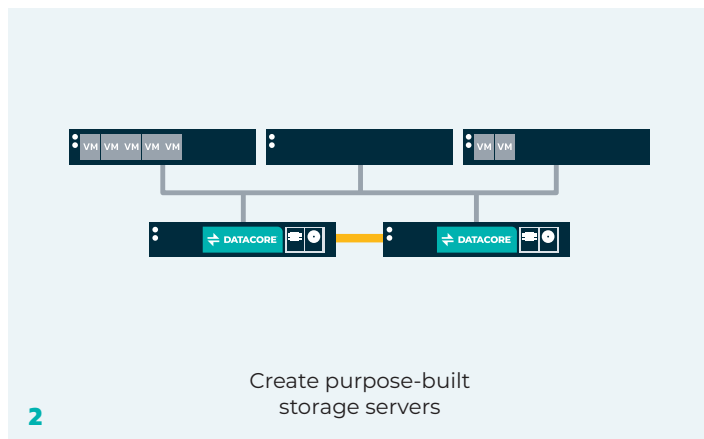 VM VM VM VM VM
VM VM
DATACORE
DATACORE
Create purpose-built
storage servers
2